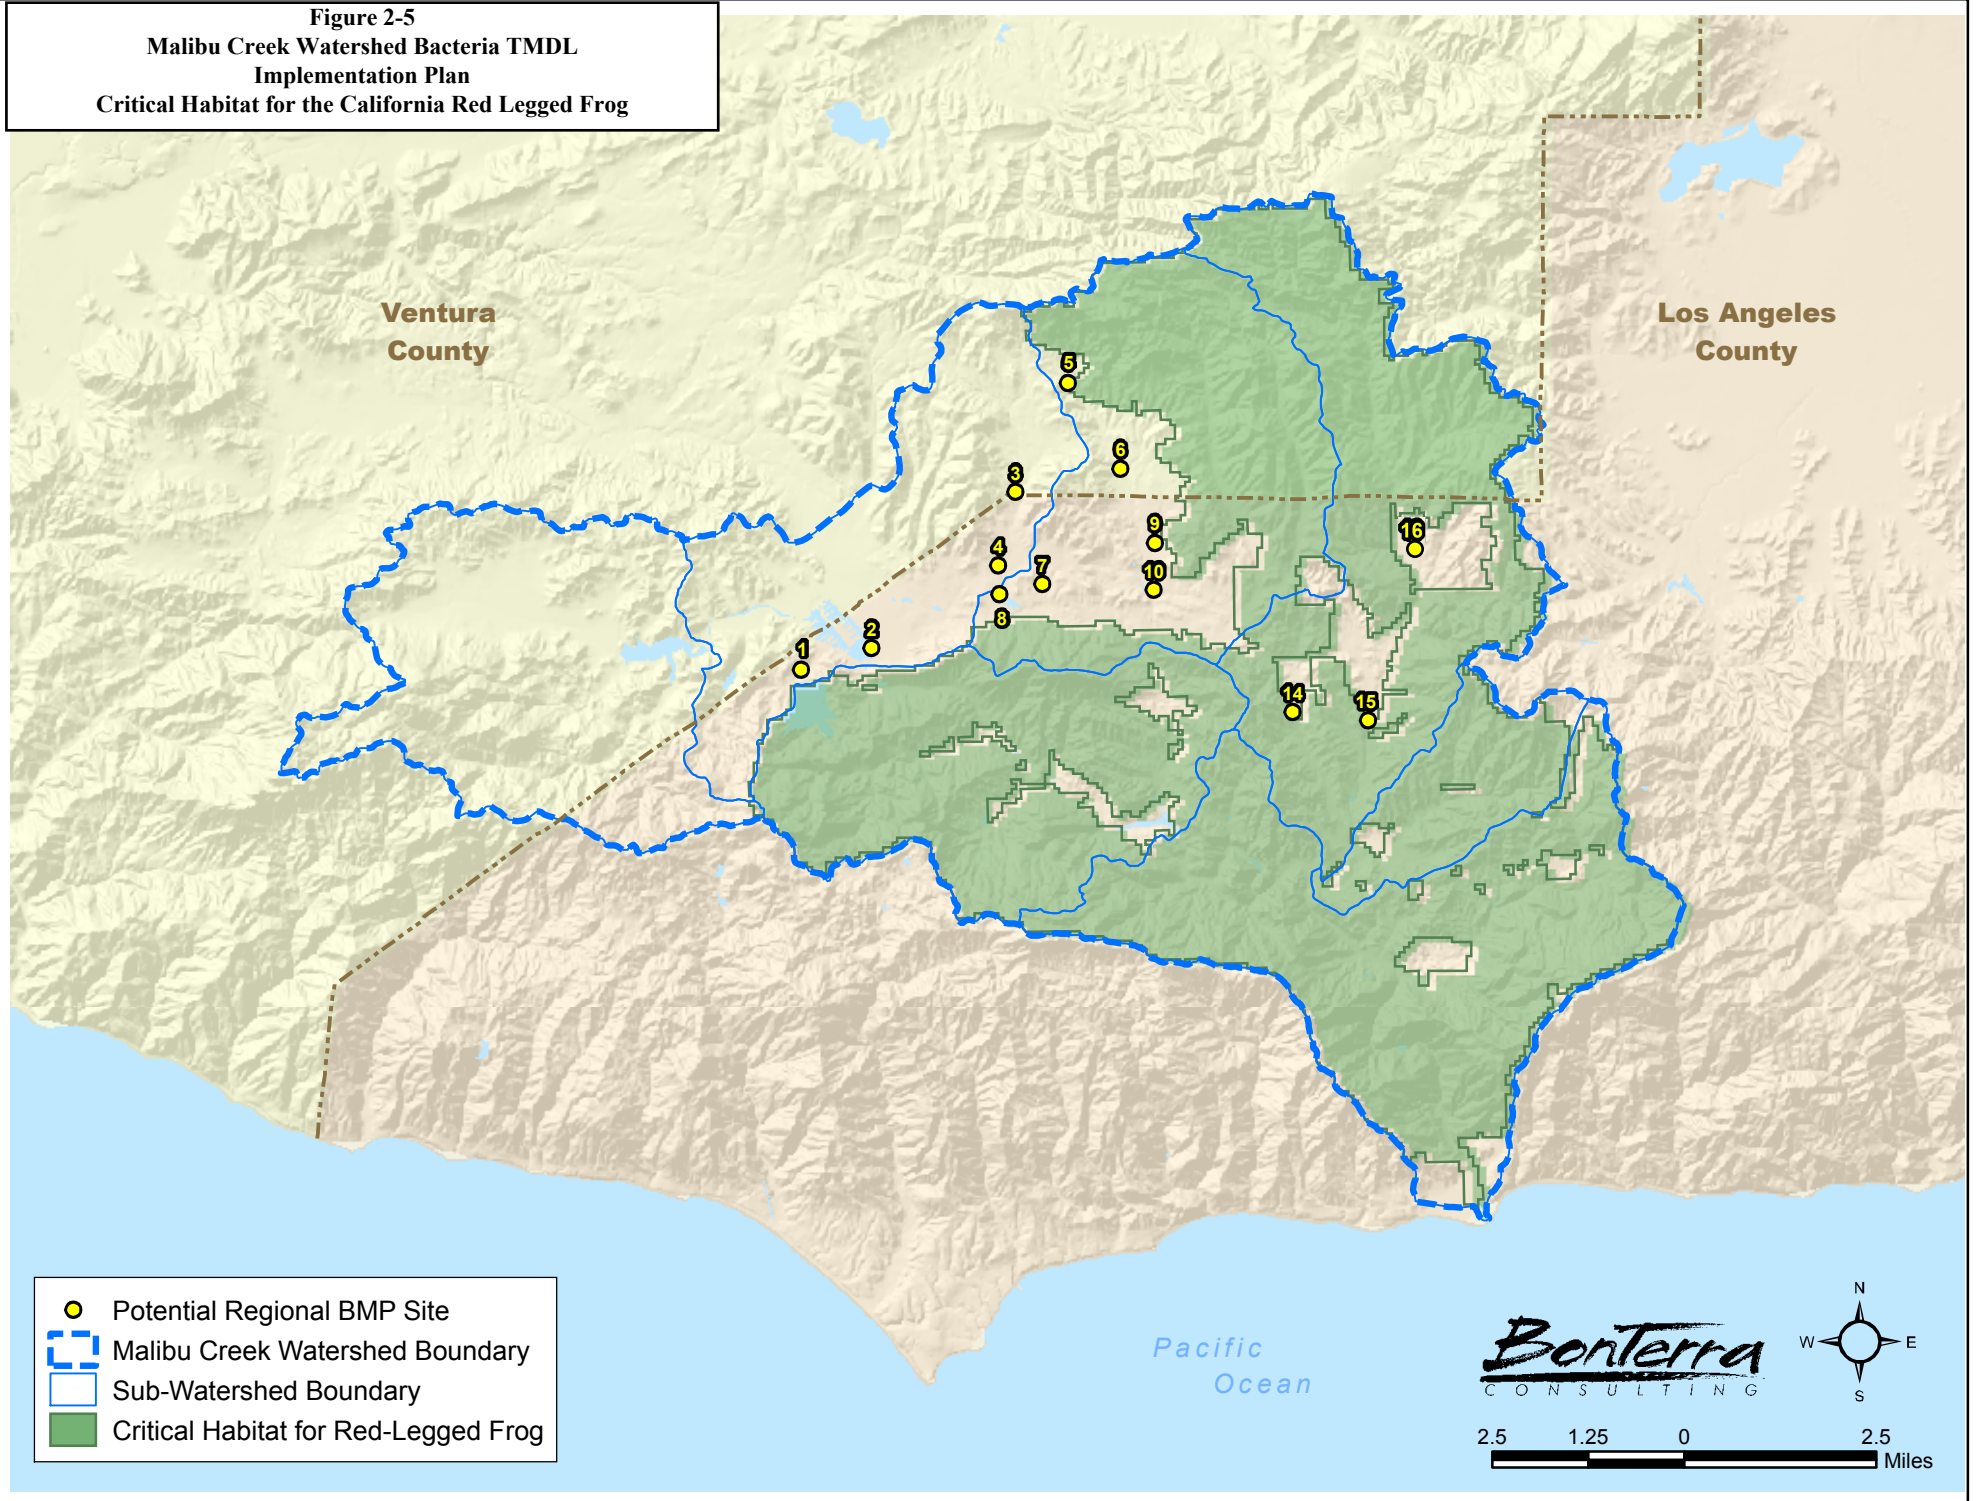 Figure 2-5
Malibu Creek Watershed Bacteria TMDL
Implementation Plan
Critical Habitat for the California Red Legged Frog
Ventura
County
Los Angeles
County
5
6
3
9
16
4
7
10
8
2
1
14
15
Pacific
Ocean
Potential Regional BMP Site
Malibu Creek Watershed Boundary
Sub-Watershed Boundary
Critical Habitat for Red-Legged Frog
BonTerra
CONSULTING
N
W
E
S
2.5 1.25 0 2.5
Miles